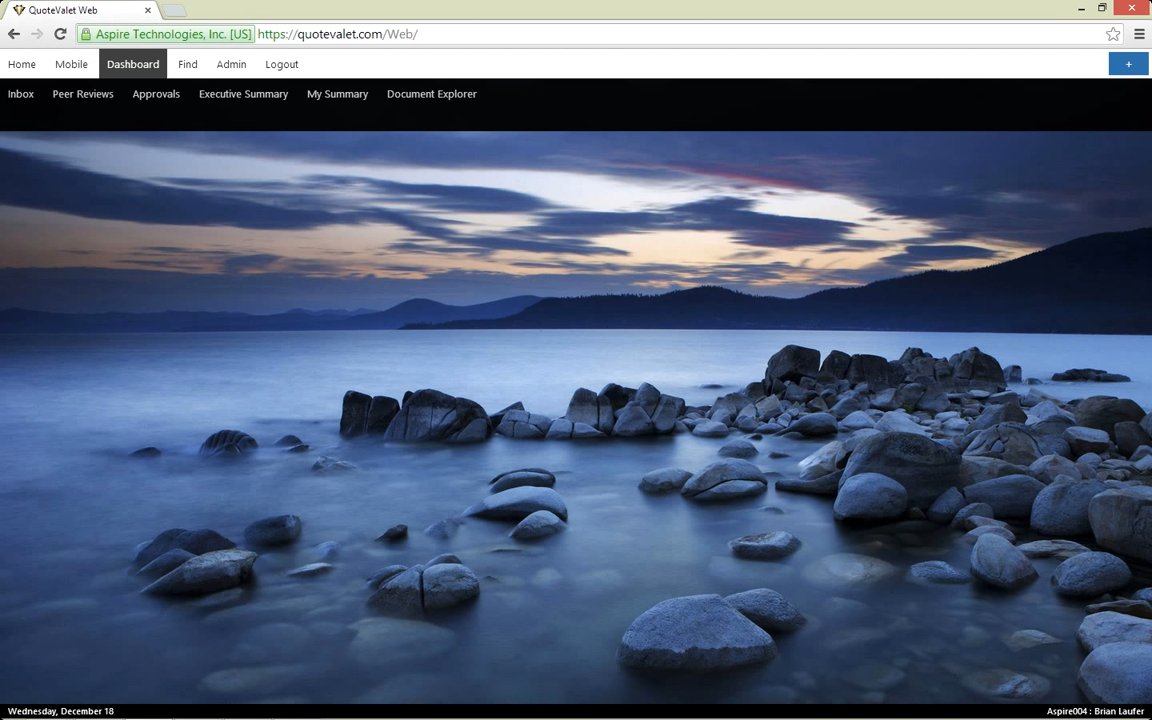 QuoteValet Web
Aspire Technologies, Inc. [US] https://quotevalet.com/Web/
Home Mobile Dashboard Find Admin Logout +
Inbox Peer Reviews Approvals Executive Summary My Summary Document Explorer
Wednesday, December 18 Aspire004 : Brian Laufer